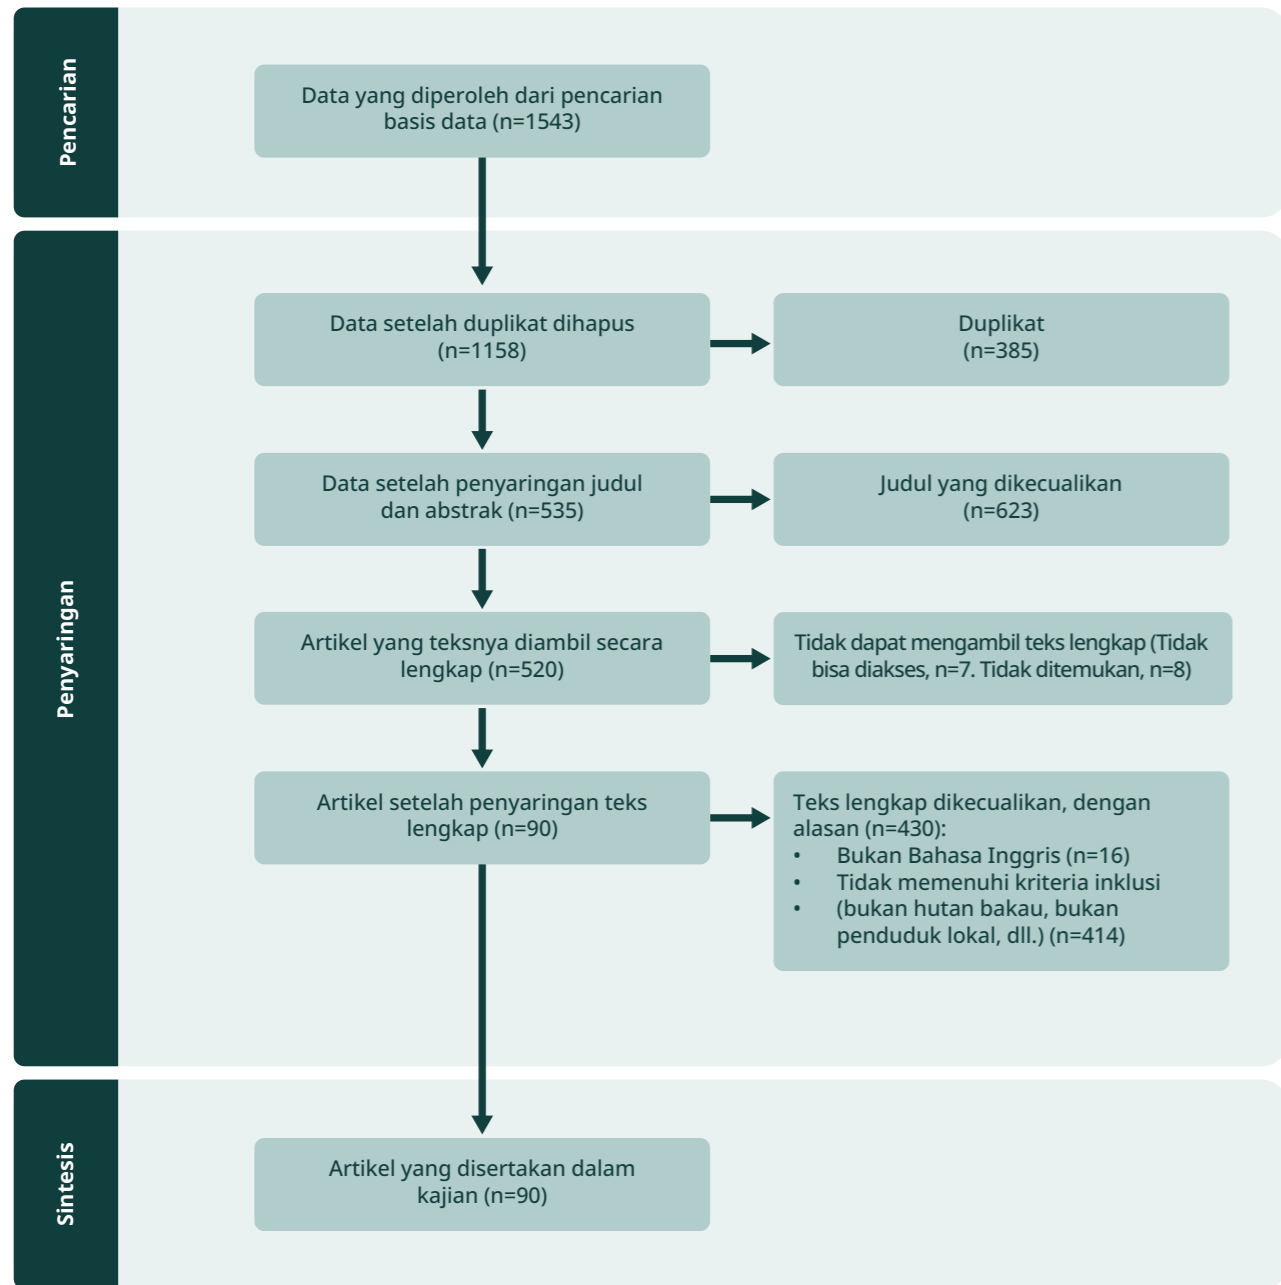 Pencarian
Data yang diperoleh dari pencarian
basis data (n=1543)
Penyaringan
Data setelah duplikat dihapus
(n=1158)
Duplikat
(n=385)
Data setelah penyaringan judul
dan abstrak (n=535)
Judul yang dikecualikan
(n=623)
Artikel yang teksnya diambil secara
lengkap (n=520)
Tidak dapat mengambil teks lengkap (Tidak
bisa diakses, n=7. Tidak ditemukan, n=8)
Artikel setelah penyaringan teks
lengkap (n=90)
Teks lengkap dikecualikan, dengan
alasan (n=430):
• Bukan Bahasa Inggris (n=16)
• Tidak memenuhi kriteria inklusi
• (bukan hutan bakau, bukan
penduduk lokal, dll.) (n=414)
Sintesis
Artikel yang disertakan dalam
kajian (n=90)